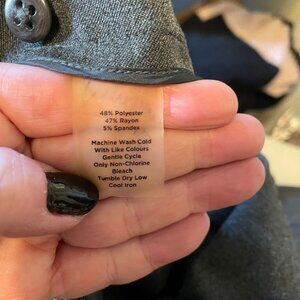 48% Polyester
47% Rayon
5% Spandex
Machine Wash Cold
With Like Colours
Gentle Cycle
Only Non-Chlorine
Bleach
Tumble Dry Low
Cool Iron